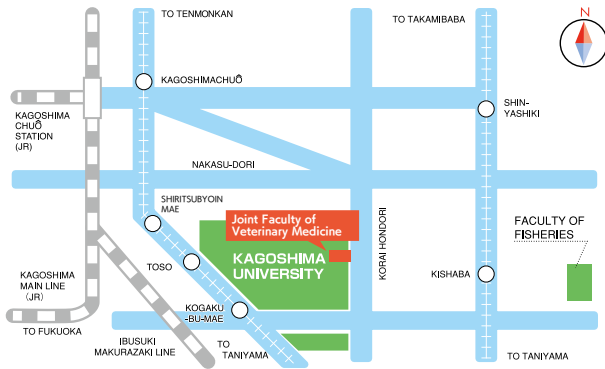 N
TO TENMONKAN
TO TAKAMIBABA
KAGOSHIMACHUŌ
KAGOSHIMA
CHUŌ
STATION
(JR)
SHIN-
YASHIKI
NAKASU-DORI
SHIRITSUBYOIN
MAE
Joint Faculty of
Veterinary Medicine
KAGOSHIMA
UNIVERSITY
KORAI HONDORI
FACULTY OF
FISHERIES
TOSO
KISHABA
KAGOSHIMA
MAIN LINE
(JR)
KOGAKU
-BU-MAE
TO FUKUOKA
IBUSUKI
MAKURAZAKI LINE
TO
TANIYAMA
TO TANIYAMA